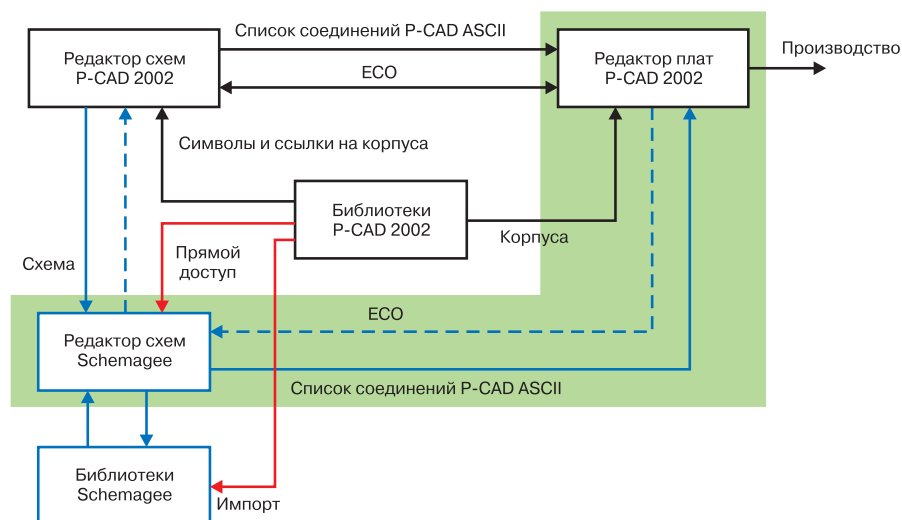 Список соединений P-CAD ASCII
Редактор схем
P-CAD 2002
ECO
Редактор плат
P-CAD 2002
Производство
Символы и ссылки на корпуса
Библиотеки
P-CAD 2002
Корпуса
Прямой
доступ
Схема
ECO
Редактор схем
Schemagee
Список соединений P-CAD ASCII
Библиотеки
Schemagee
Импорт